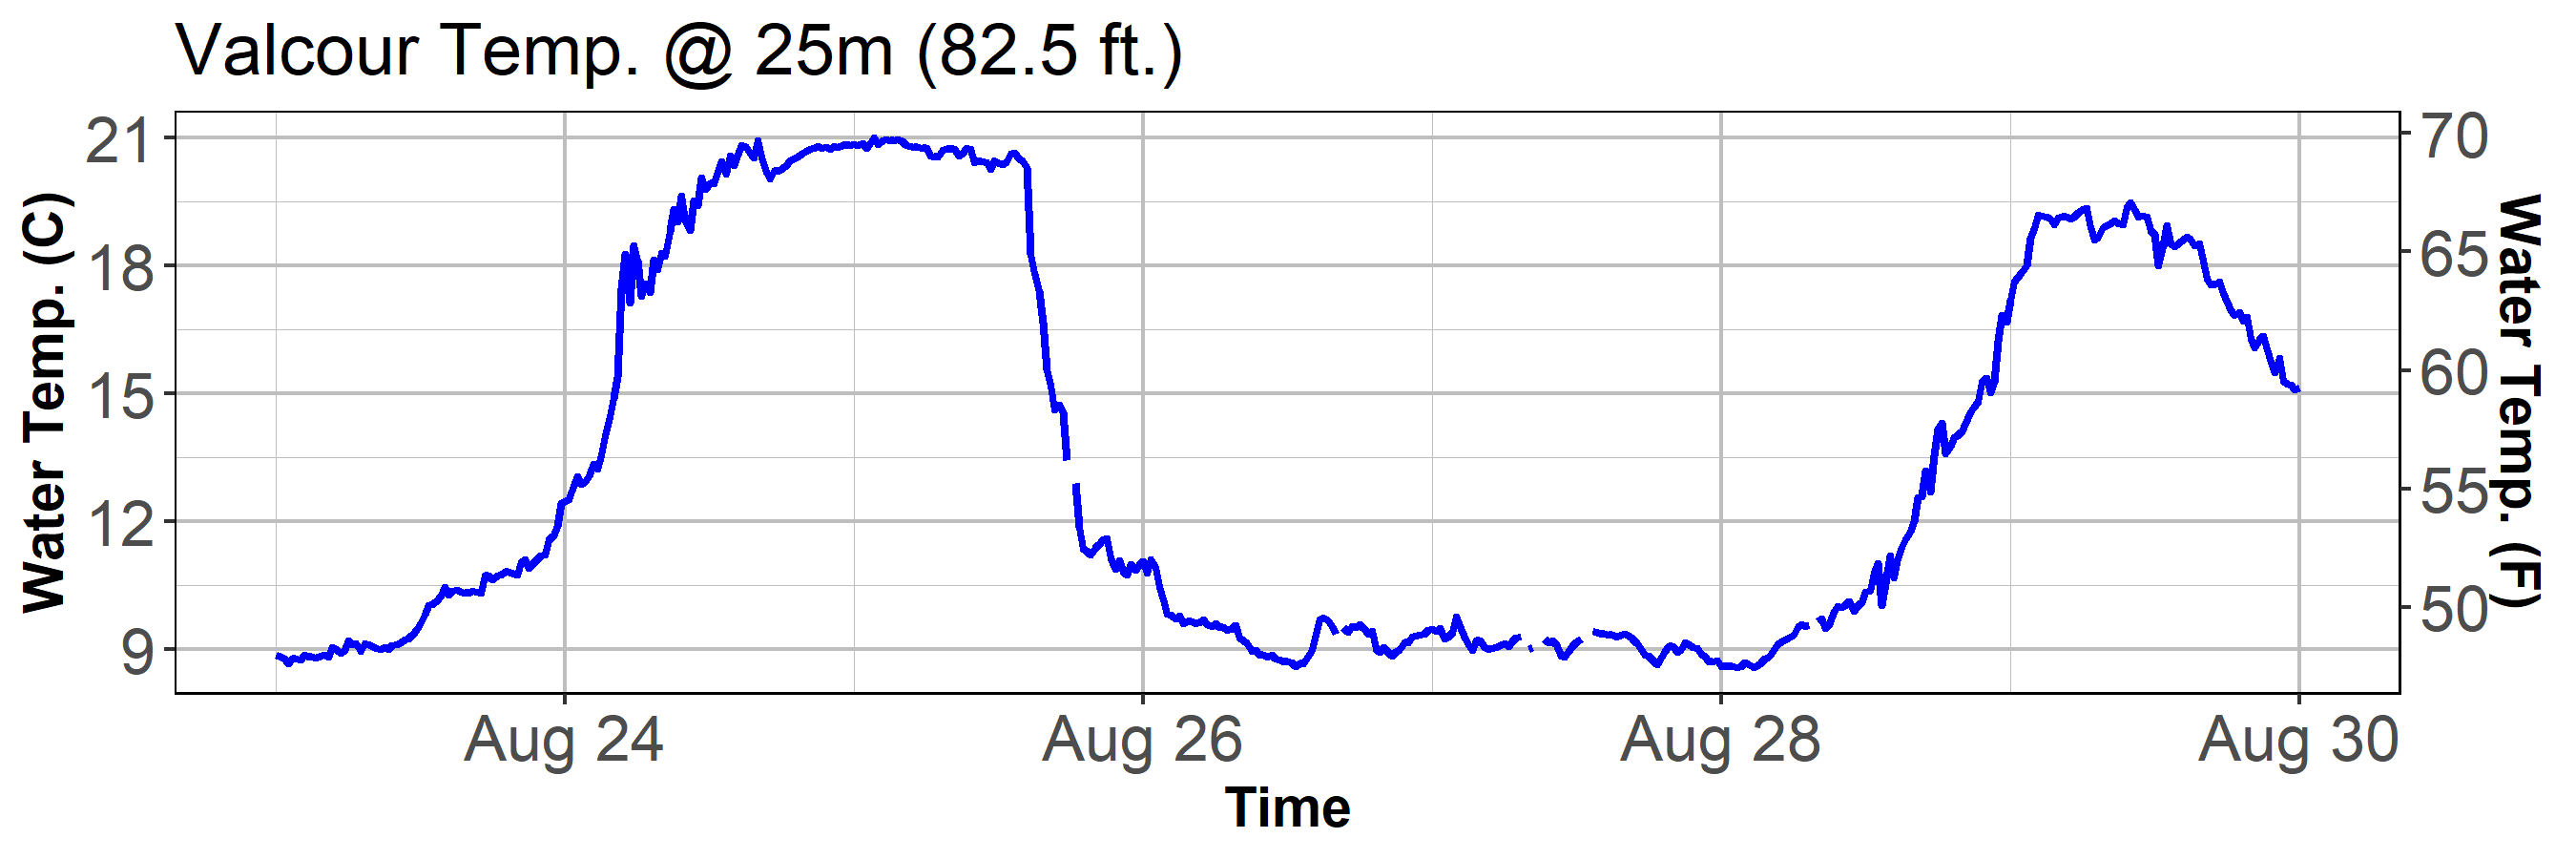 Valcour Temp. @ 25m (82.5 ft.)
Water Temp. (C)
21
18
15
12
9
70
65
60
55
50
Water Temp. (F)
Aug 24
Aug 26
Aug 28
Aug 30
Time